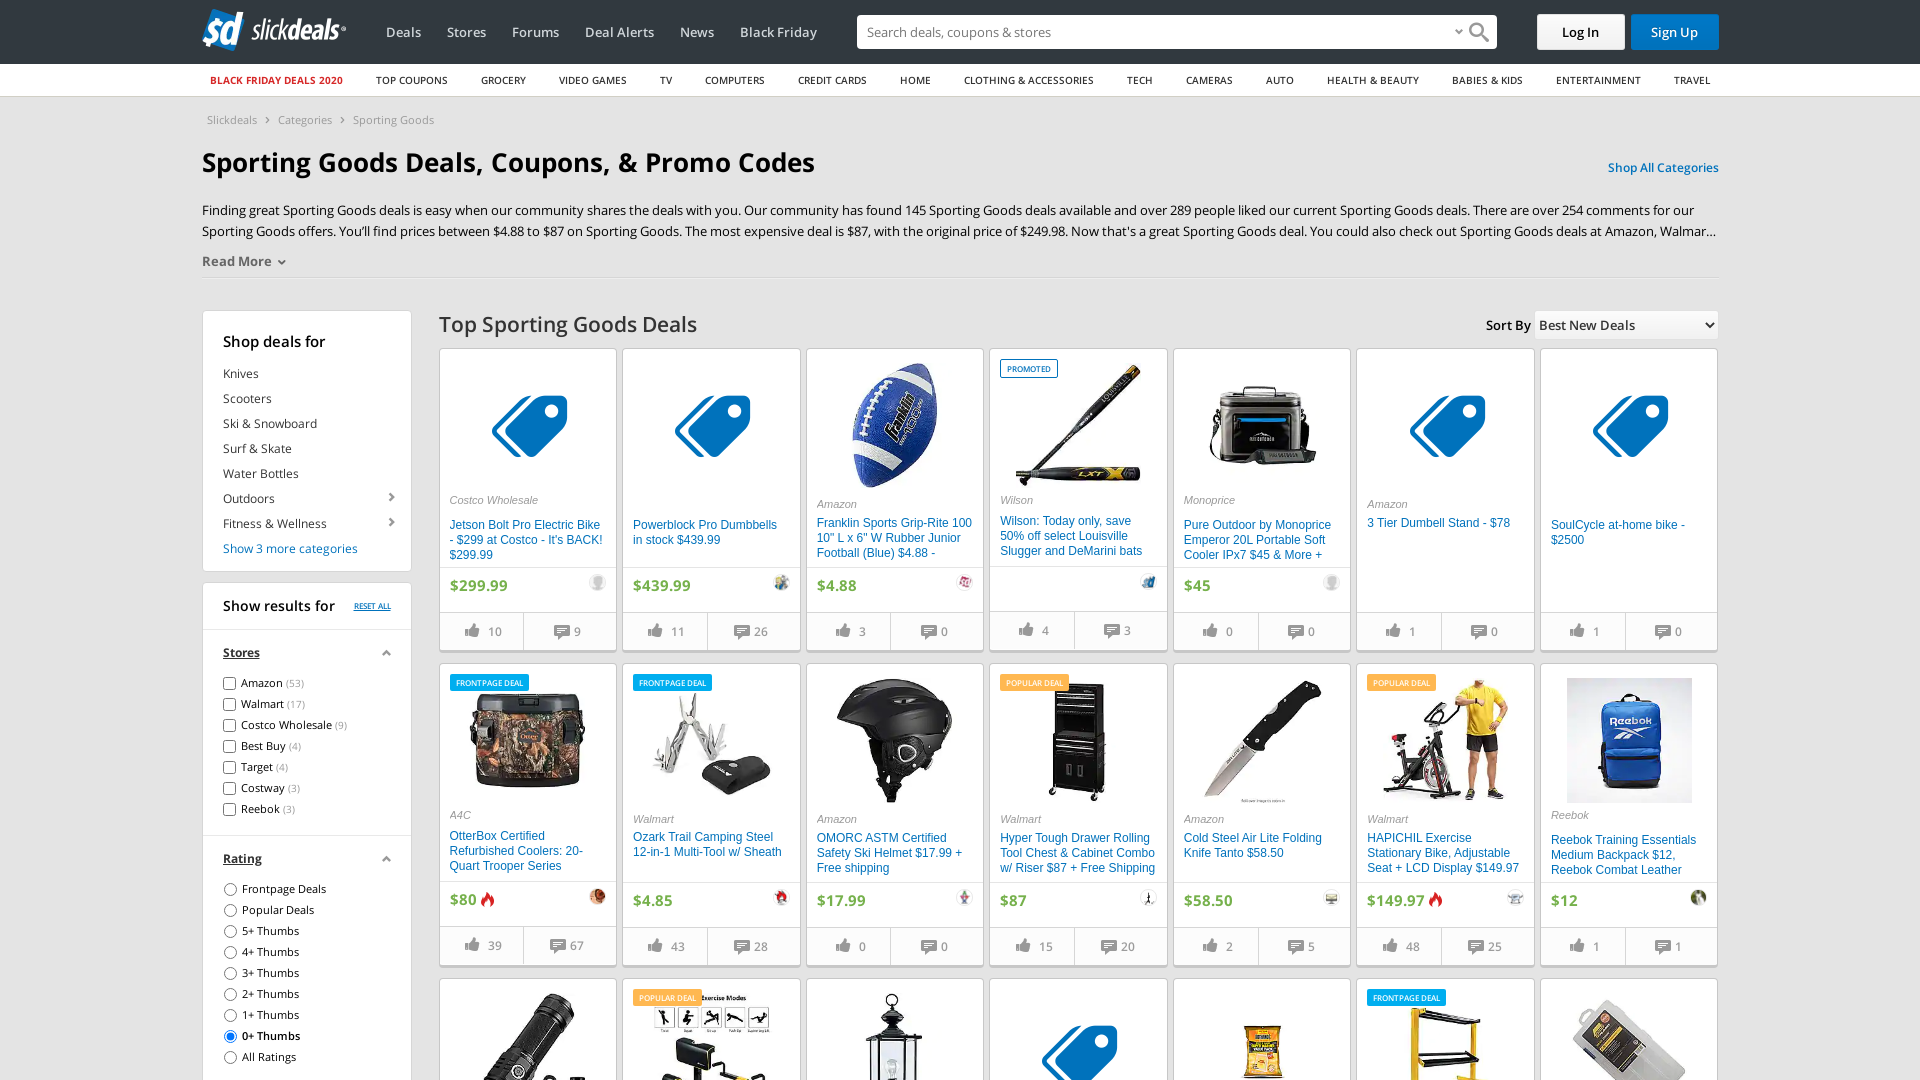 sd slickdeals
Deals
Stores
Forums
Deal Alerts
News
Black Friday
Search deals, coupons & stores
Log In
Sign Up
BLACK FRIDAY DEALS 2020
TOP COUPONS
GROCERY
VIDEO GAMES
TV
COMPUTERS
CREDIT CARDS
HOME
CLOTHING & ACCESSORIES
TECH
CAMERAS
AUTO
HEALTH & BEAUTY
BABIES & KIDS
ENTERTAINMENT
TRAVEL
Slickdeals > Categories > Sporting Goods
Sporting Goods Deals, Coupons, & Promo Codes
Shop All Categories
Finding great Sporting Goods deals is easy when our community shares the deals with you. Our community has found 145 Sporting Goods deals available and over 289 people liked our current Sporting Goods deals. There are over 254 comments for our
Sporting Goods offers. You'll find prices between $4.88 to $87 on Sporting Goods. The most expensive deal is $87, with the original price of $249.98. Now that's a great Sporting Goods deal. You could also check out Sporting Goods deals at Amazon, Walmar...
Read More
Shop deals for
Knives
Scooters
Ski & Snowboard
Surf & Skate
Water Bottles
Outdoors
Fitness & Wellness
Show 3 more categories
Show results for
RESET ALL
Stores
Amazon (53)
Walmart (17)
Costco Wholesale (9)
Best Buy (4)
Target (4)
Costway (3)
Reebok (3)
Rating
Frontpage Deals
Popular Deals
5+ Thumbs
4+ Thumbs
3+ Thumbs
2+ Thumbs
1+ Thumbs
0+ Thumbs
All Ratings
Top Sporting Goods Deals
Sort By
Best New Deals
Costco Wholesale
Jetson Bolt Pro Electric Bike
- $299 at Costco - It's BACK!
$299.99
$299.99
10
9
Powerblock Pro Dumbbells
in stock $439.99
$439.99
11
26
franklin
Amazon
Franklin Sports Grip-Rite 100
10" L x 6" W Rubber Junior
Football (Blue) $4.88 -
$4.88
3
0
PROMOTED
LOUISVILLE
LXT
Wilson
Wilson: Today only, save
50% off select Louisville
Slugger and DeMarini bats
4
3
Monoprice
Pure Outdoor by Monoprice
Emperor 20L Portable Soft
Cooler IPx7 $45 & More +
$45
0
0
Amazon
3 Tier Dumbell Stand - $78
1
0
SoulCycle at-home bike -
$2500
1
0
FRONTPAGE DEAL
A4C
OtterBox Certified
Refurbished Coolers: 20-
Quart Trooper Series
$80
39
67
FRONTPAGE DEAL
Walmart
Ozark Trail Camping Steel
12-in-1 Multi-Tool w/ Sheath
$4.85
43
28
Amazon
OMORC ASTM Certified
Safety Ski Helmet $17.99 +
Free shipping
$17.99
0
0
POPULAR DEAL
Walmart
Hyper Tough Drawer Rolling
Tool Chest & Cabinet Combo
w/ Riser $87 + Free Shipping
$87
15
20
Amazon
Cold Steel Air Lite Folding
Knife Tanto $58.50
$58.50
2
5
POPULAR DEAL
Walmart
HAPICHIL Exercise
Stationary Bike, Adjustable
Seat + LCD Display $149.97
$149.97
48
25
Reebok
Reebok
Reebok Training Essentials
Medium Backpack $12,
Reebok Combat Leather
$12
1
1
POPULAR DEAL
Exercise Modes
FRONTPAGE DEAL